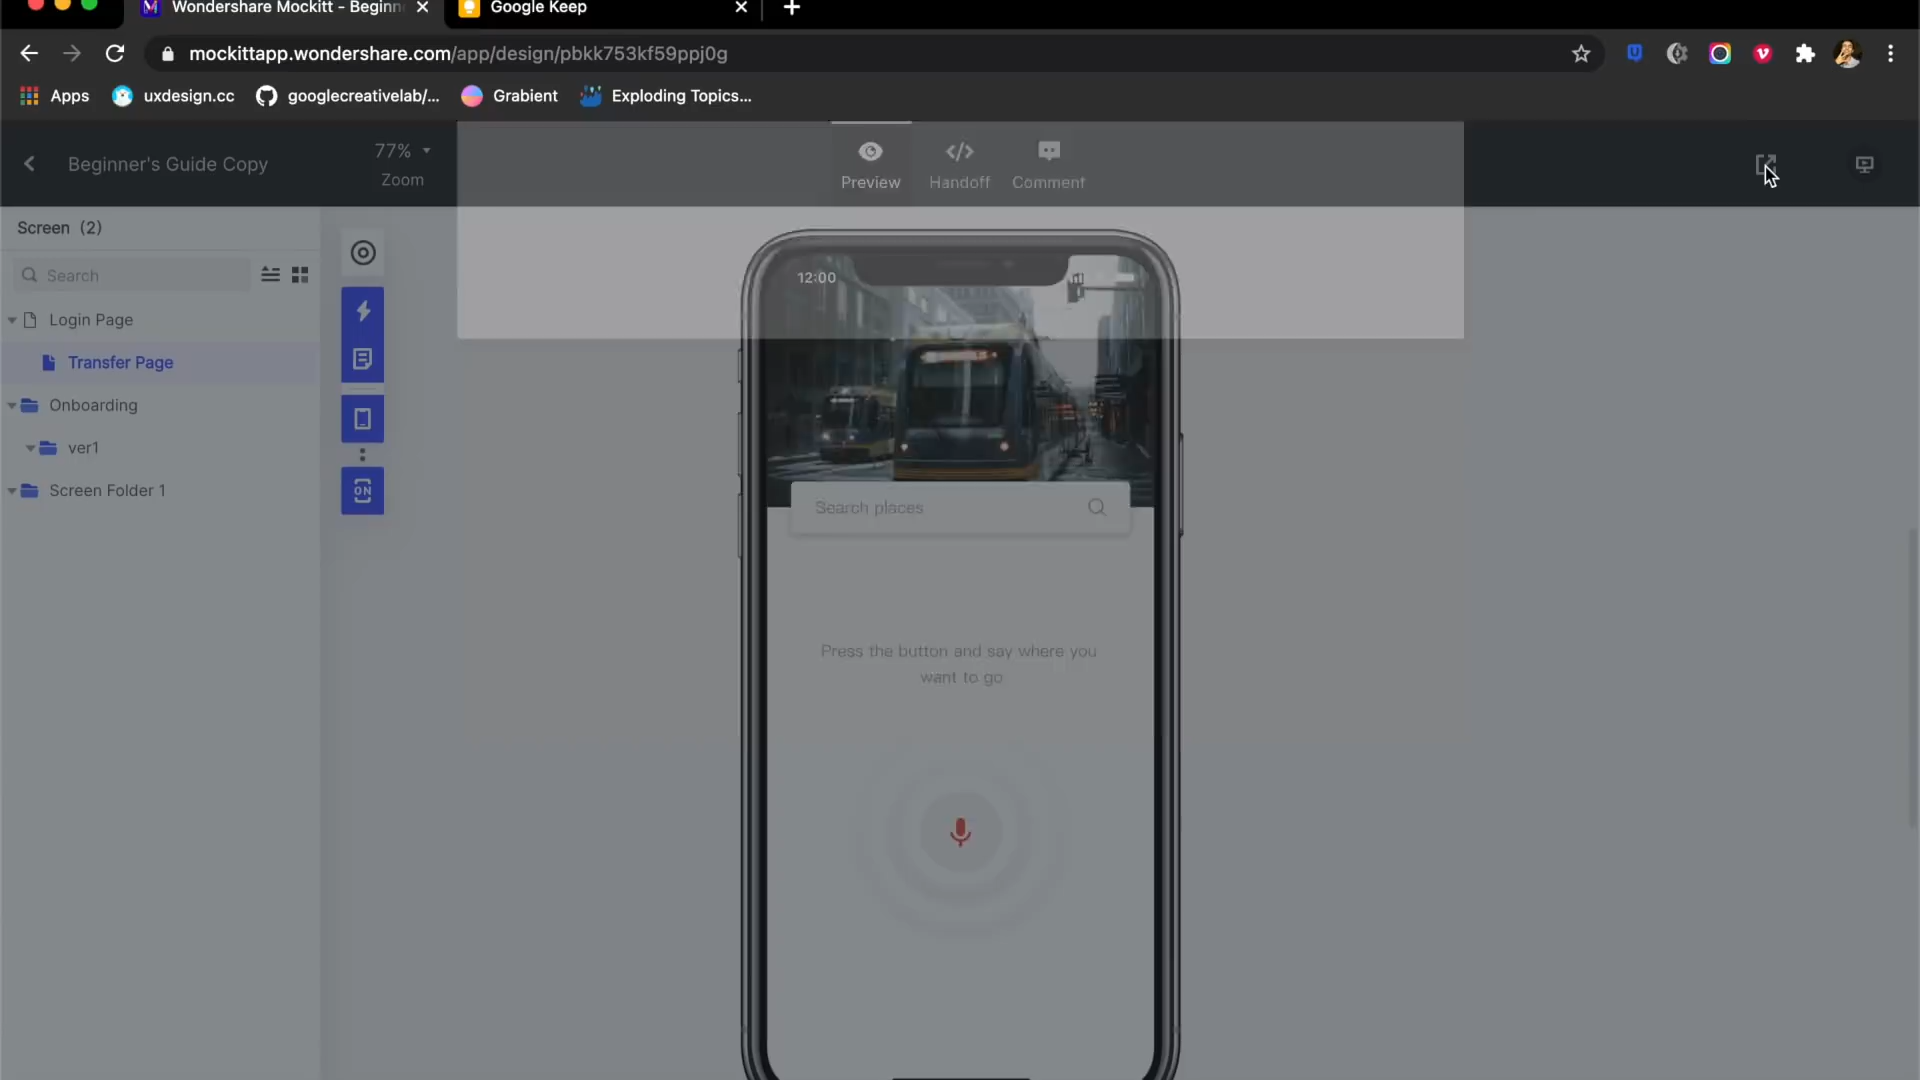 Wondershare Mockitt - Beginn
Google Keep
mockittapp.wondershare.com/app/design/pbkk753kf59ppj0g
Apps
uxdesign.cc
googlecreativelab/...
Grabient
Exploding Topics...
Beginner's Guide Copy
77%
Zoom
Preview
Handoff
Comment
Screen (2)
Search
Login Page
Transfer Page
Onboarding
ver1
Screen Folder 1
ON
12:00
Search places
Press the button and say where you
want to go